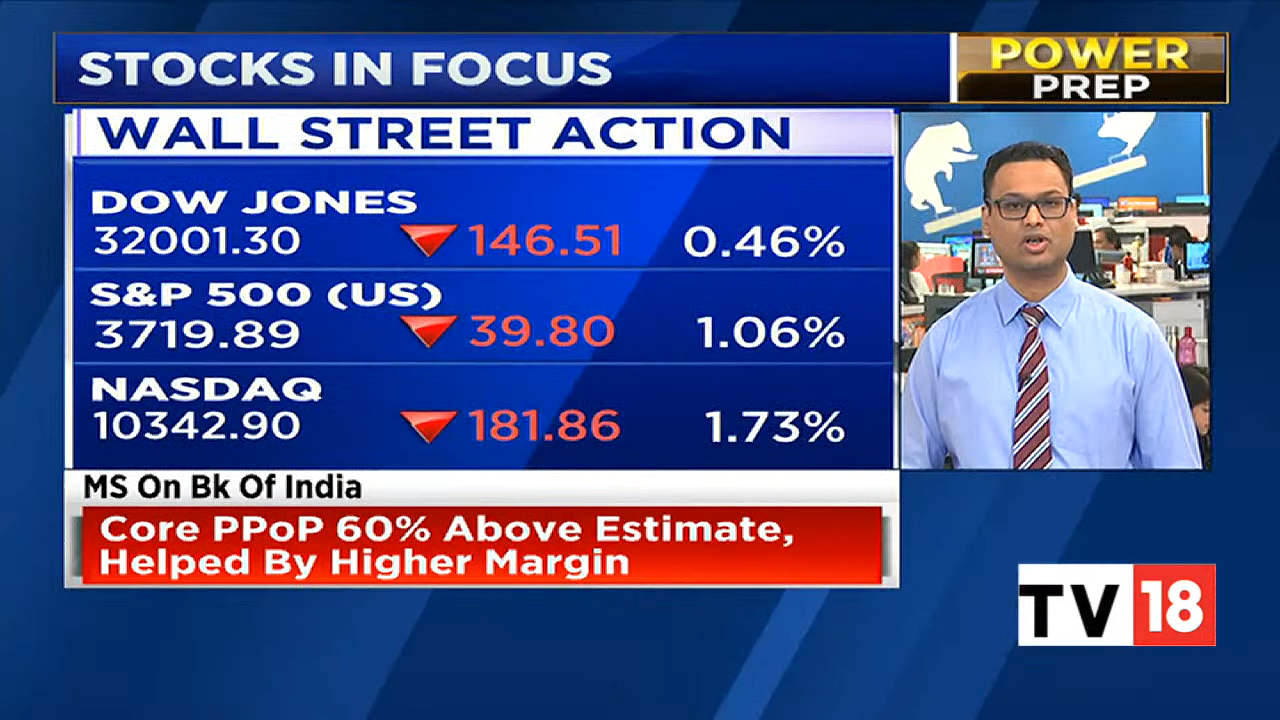 STOCKS IN FOCUS
POWER
PREP
WALL STREET ACTION
DOW JONES
32001.30 146.51 0.46%
S&P 500 (US)
3719.89 39.80 1.06%
NASDAQ
10342.90 181.86 1.73%
MS On Bk Of India
Core PPoP 60% Above Estimate,
Helped By Higher Margin
TV18